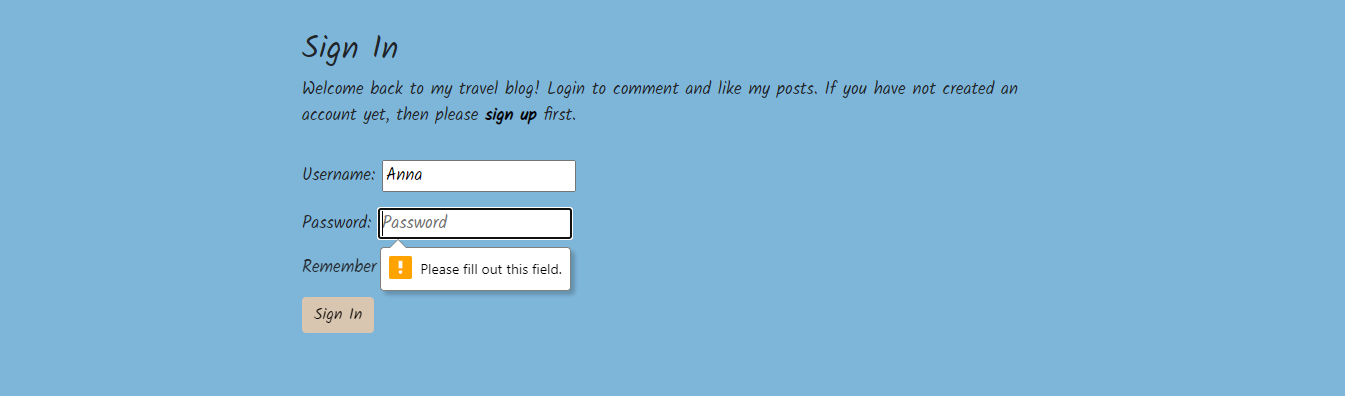 Sign In
Welcome back to my travel blog! Login to comment and like my posts. If you have not created an
account yet, then please sign up first.
Username: Anna
Password: Password
Remember
! Please fill out this field.
Sign In